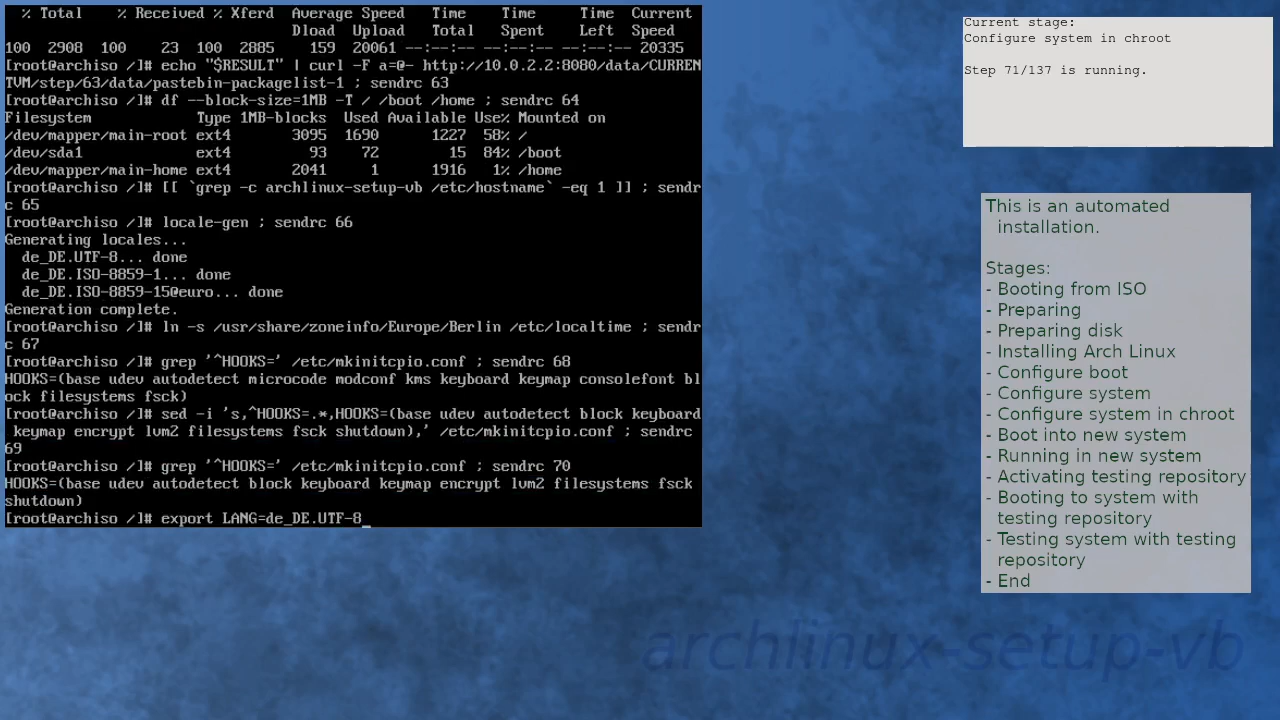 % Total    % Received % Xferd  Average Speed   Time    Time     Time  Current
                                 Dload  Upload   Total   Spent    Left  Speed
100  2908  100    23  100  2885    159  20061 --:--:-- --:--:-- --:--:-- 20335
[root@archiso /]# echo "$RESULT" | curl -F a=@- http://10.0.2.2:8080/data/CURREN
TVM/step/63/data/pastebin-packagelist-1 ; sendrc 63
[root@archiso /]# df --block-size=1MB -T / /boot /home ; sendrc 64
Filesystem            Type 1MB-blocks  Used Available Use% Mounted on
/dev/mapper/main-root ext4       3095  1690      1227  58% /
/dev/sda1             ext4         93    72        15  84% /boot
/dev/mapper/main-home ext4       2041     1      1916   1% /home
[root@archiso /]# [[ `grep -c archlinux-setup-vb /etc/hostname` -eq 1 ]] ; sendr
c 65
[root@archiso /]# locale-gen ; sendrc 66
Generating locales...
  de_DE.UTF-8... done
  de_DE.ISO-8859-1... done
  de_DE.ISO-8859-15@euro... done
Generation complete.
[root@archiso /]# ln -s /usr/share/zoneinfo/Europe/Berlin /etc/localtime ; sendr
c 67
[root@archiso /]# grep '^HOOKS=' /etc/mkinitcpio.conf ; sendrc 68
HOOKS=(base udev autodetect microcode modconf kms keyboard keymap consolefont bl
ock filesystems fsck)
[root@archiso /]# sed -i 's,^HOOKS=.*,HOOKS=(base udev autodetect block keyboard
 keymap encrypt lvm2 filesystems fsck shutdown),' /etc/mkinitcpio.conf ; sendrc
69
[root@archiso /]# grep '^HOOKS=' /etc/mkinitcpio.conf ; sendrc 70
HOOKS=(base udev autodetect block keyboard keymap encrypt lvm2 filesystems fsck
shutdown)
[root@archiso /]# export LANG=de_DE.UTF-8_
Current stage:
Configure system in chroot
Step 71/137 is running.
This is an automated
installation.
Stages:
- Booting from ISO
- Preparing
- Preparing disk
- Installing Arch Linux
- Configure boot
- Configure system
- Configure system in chroot
- Boot into new system
- Running in new system
- Activating testing repository
- Booting to system with
testing repository
- Testing system with testing
repository
- End
archlinux-setup-vb